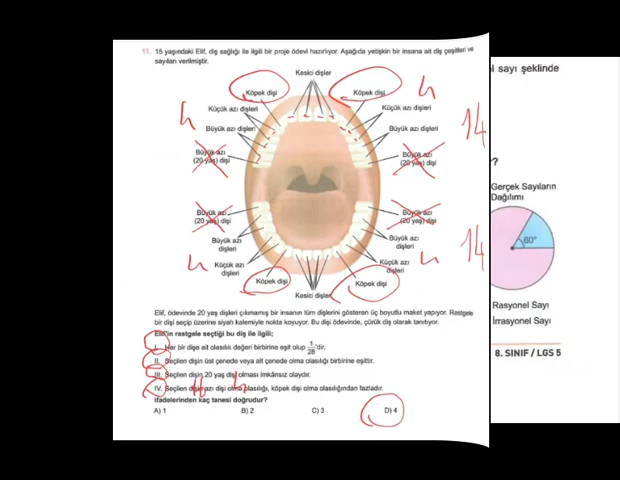 11. 15 yaşındaki Elif, diş sağlığı ile ilgili bir proje ödevi hazırlıyor. Aşağıda yetişkin bir insana ait diş çeşitleri ve
sayıları verilmiştir.
Kesici dişler
Köpek dişi
Köpek dişi
Küçük azı dişleri
Küçük azı dişleri
Büyük azı dişleri
Büyük azı dişleri
Büyük azı
(20 yaş) dişi
Büyük azı
(20 yaş) dişi
Büyük azı
(20 yaş) dişi
Büyük azı
(20 yaş) dişi
Büyük azı
dişleri
Büyük azı
dişleri
Küçük azı
dişleri
Küçük azı
dişleri
Köpek dişi
Köpek dişi
Kesici dişler
4
4
14
14
4
4
Elif, ödevinde 20 yaş dişleri çıkmamış bir insanın tüm dişlerini gösteren üç boyutlu maket yapıyor. Rastgele
bir dişi seçip üzerine siyah kalemiyle nokta koyuyor. Bu dişi ödevinde, çürük diş olarak tanıtıyor.
Elif'in rastgele seçtiği bu diş ile ilgili;
I. Her bir dişe ait olasılık değeri birbirine eşit olup 1/28'dir.
II. Seçilen dişin üst çenede veya alt çenede olma olasılığı birbirine eşittir.
III. Seçilen dişin 20 yaş dişi olması imkânsız olaydır.
IV. Seçilen dişin azı dişi olma olasılığı, köpek dişi olma olasılığından fazladır.
ifadelerinden kaç tanesi doğrudur?
A) 1 B) 2 C) 3 D) 4
sayı şeklinde
?
Gerçek Sayıların
Dağılımı
60°
Rasyonel Sayı
İrrasyonel Sayı
8. SINIF / LGS 5